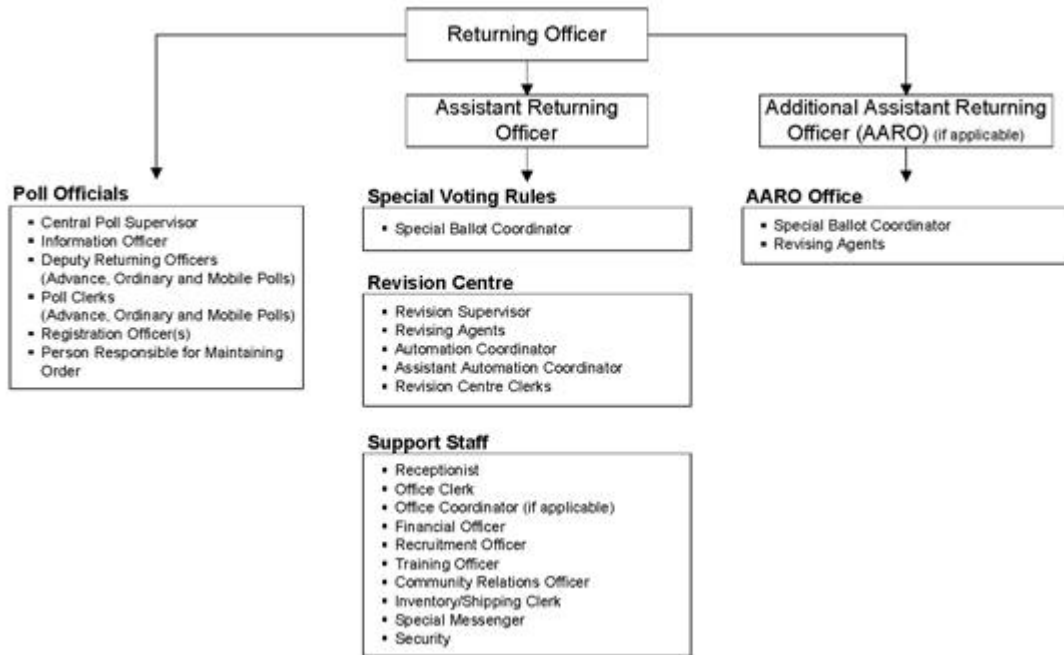 Returning Officer
Assistant Returning
Officer
Additional Assistant Returning
Officer (AARO) (if applicable)
Poll Officials
▪ Central Poll Supervisor
▪ Information Officer
▪ Deputy Returning Officers
(Advance, Ordinary and Mobile Polls)
▪ Poll Clerks
(Advance, Ordinary and Mobile Polls)
▪ Registration Officer(s)
▪ Person Responsible for Maintaining
Order
Special Voting Rules
▪ Special Ballot Coordinator
Revision Centre
▪ Revision Supervisor
▪ Revising Agents
▪ Automation Coordinator
▪ Assistant Automation Coordinator
▪ Revision Centre Clerks
Support Staff
▪ Receptionist
▪ Office Clerk
▪ Office Coordinator (if applicable)
▪ Financial Officer
▪ Recruitment Officer
▪ Training Officer
▪ Community Relations Officer
▪ Inventory/Shipping Clerk
▪ Special Messenger
▪ Security
AARO Office
▪ Special Ballot Coordinator
▪ Revising Agents